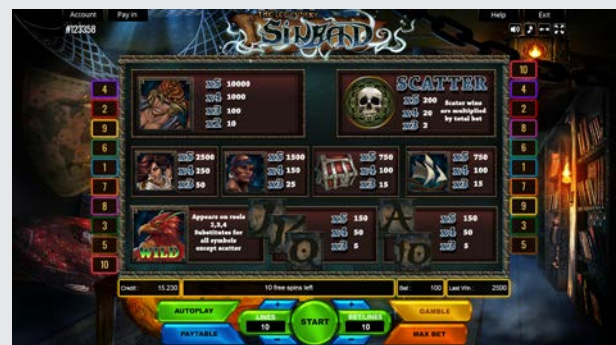 Account
Pay in
Help
Exit
#123358
THE LEGEND OF
SINBAD
x5 10000
x4 1000
x3 100
x2 10
SCATTER
x5 200
x4 20
x3 2
Scater wins
are multiplied
by total bet
x5 2500
x4 250
x3 50
x5 1500
x4 150
x3 25
x5 750
x4 100
x3 15
x5 750
x4 100
x3 15
WILD
Appears on reels
2,3,4
Substitutes for
all symbols
except scatter
J K Q
x5 150
x4 50
x3 5
A 10
x5 150
x4 50
x3 5
4
2
9
6
1
7
8
3
5
10
10
4
2
8
6
1
7
9
3
5
Credit: 15.230
10 free spins left
Bet: 100
Last Win: 2500
AUTOPLAY
PAYTABLE
LINES
10
START
BET/LINES
10
GAMBLE
MAX BET